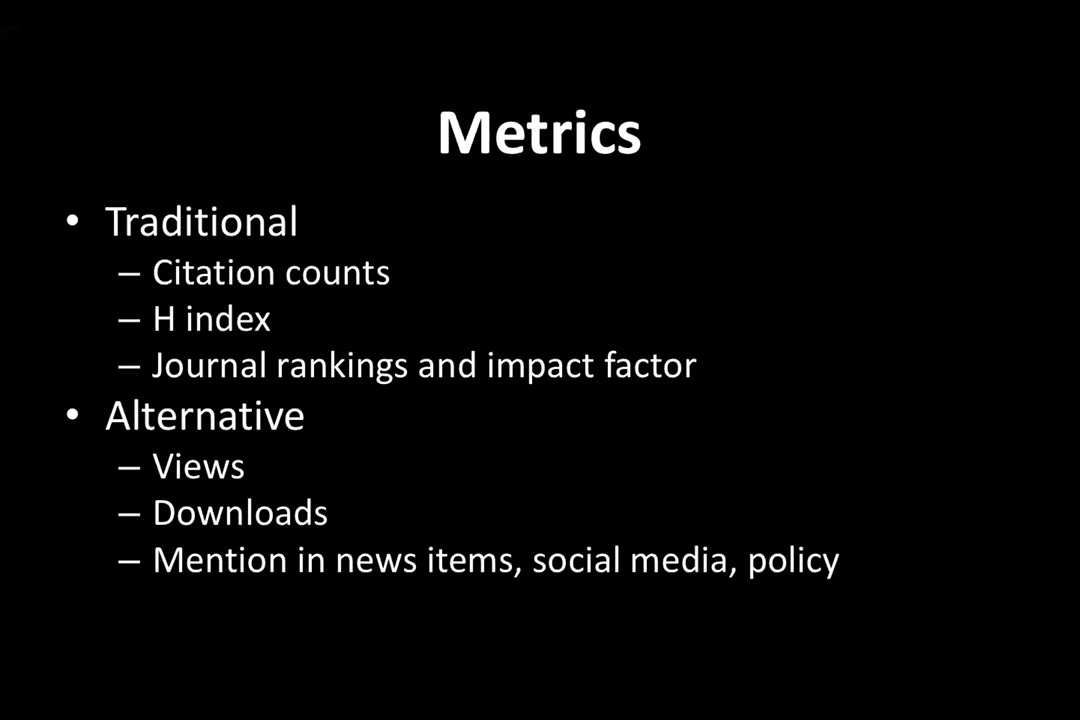 Metrics
• Traditional
– Citation counts
– H index
– Journal rankings and impact factor
• Alternative
– Views
– Downloads
– Mention in news items, social media, policy